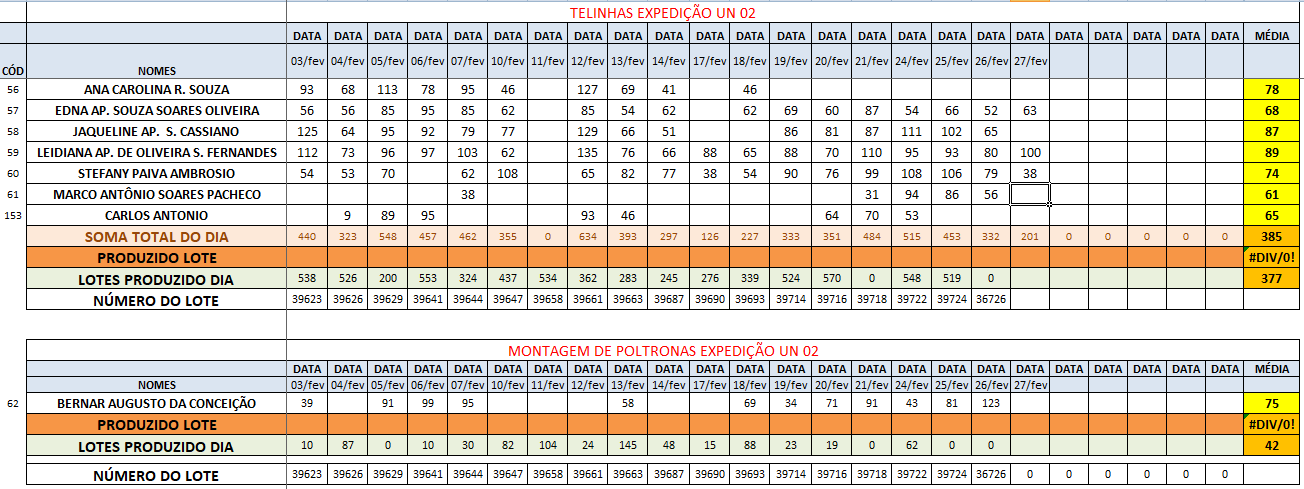 TELINHAS EXPEDIÇÃO UN 02
DATA DATA DATA DATA DATA DATA DATA DATA DATA DATA DATA DATA DATA DATA DATA DATA DATA DATA DATA DATA DATA DATA DATA DATA MÉDIA
CÓD NOMES 03/fev 04/fev 05/fev 06/fev 07/fev 10/fev 11/fev 12/fev 13/fev 14/fev 17/fev 18/fev 19/fev 20/fev 21/fev 24/fev 25/fev 26/fev 27/fev
56 ANA CAROLINA R. SOUZA 93 68 113 78 95 46 127 69 41 46 78
57 EDNA AP. SOUZA SOARES OLIVEIRA 56 56 85 95 85 62 85 54 62 62 69 60 87 54 66 52 63 68
58 JAQUELINE AP. S. CASSIANO 125 64 95 92 79 77 129 66 51 86 81 87 111 102 65 87
59 LEIDIANA AP. DE OLIVEIRA S. FERNANDES 112 73 96 97 103 62 135 76 66 88 65 88 70 110 95 93 80 100 89
60 STEFANY PAIVA AMBROSIO 54 53 70 62 108 65 82 77 38 54 90 76 99 108 106 79 38 74
61 MARCO ANTÔNIO SOARES PACHECO 38 31 94 86 56 61
153 CARLOS ANTONIO 9 89 95 93 46 64 70 53 65
SOMA TOTAL DO DIA 440 323 548 457 462 355 0 634 393 297 126 227 333 351 484 515 453 332 201 0 0 0 0 0 385
PRODUZIDO LOTE #DIV/0!
LOTES PRODUZIDO DIA 538 526 200 553 324 437 534 362 283 245 276 339 524 570 0 548 519 0 377
NÚMERO DO LOTE 39623 39626 39629 39641 39644 39647 39658 39661 39663 39687 39690 39693 39714 39716 39718 39722 39724 36726
MONTAGEM DE POLTRONAS EXPEDIÇÃO UN 02
DATA DATA DATA DATA DATA DATA DATA DATA DATA DATA DATA DATA DATA DATA DATA DATA DATA DATA DATA DATA DATA DATA DATA DATA MÉDIA
NOMES 03/fev 04/fev 05/fev 06/fev 07/fev 10/fev 11/fev 12/fev 13/fev 14/fev 17/fev 18/fev 19/fev 20/fev 21/fev 24/fev 25/fev 26/fev 27/fev
62 BERNAR AUGUSTO DA CONCEIÇÃO 39 91 99 95 58 69 34 71 91 43 81 123 75
PRODUZIDO LOTE #DIV/0!
LOTES PRODUZIDO DIA 10 87 0 10 30 82 104 24 145 48 15 88 23 19 0 62 0 0 42
NÚMERO DO LOTE 39623 39626 39629 39641 39644 39647 39658 39661 39663 39687 39690 39693 39714 39716 39718 39722 39724 36726 0 0 0 0 0 0